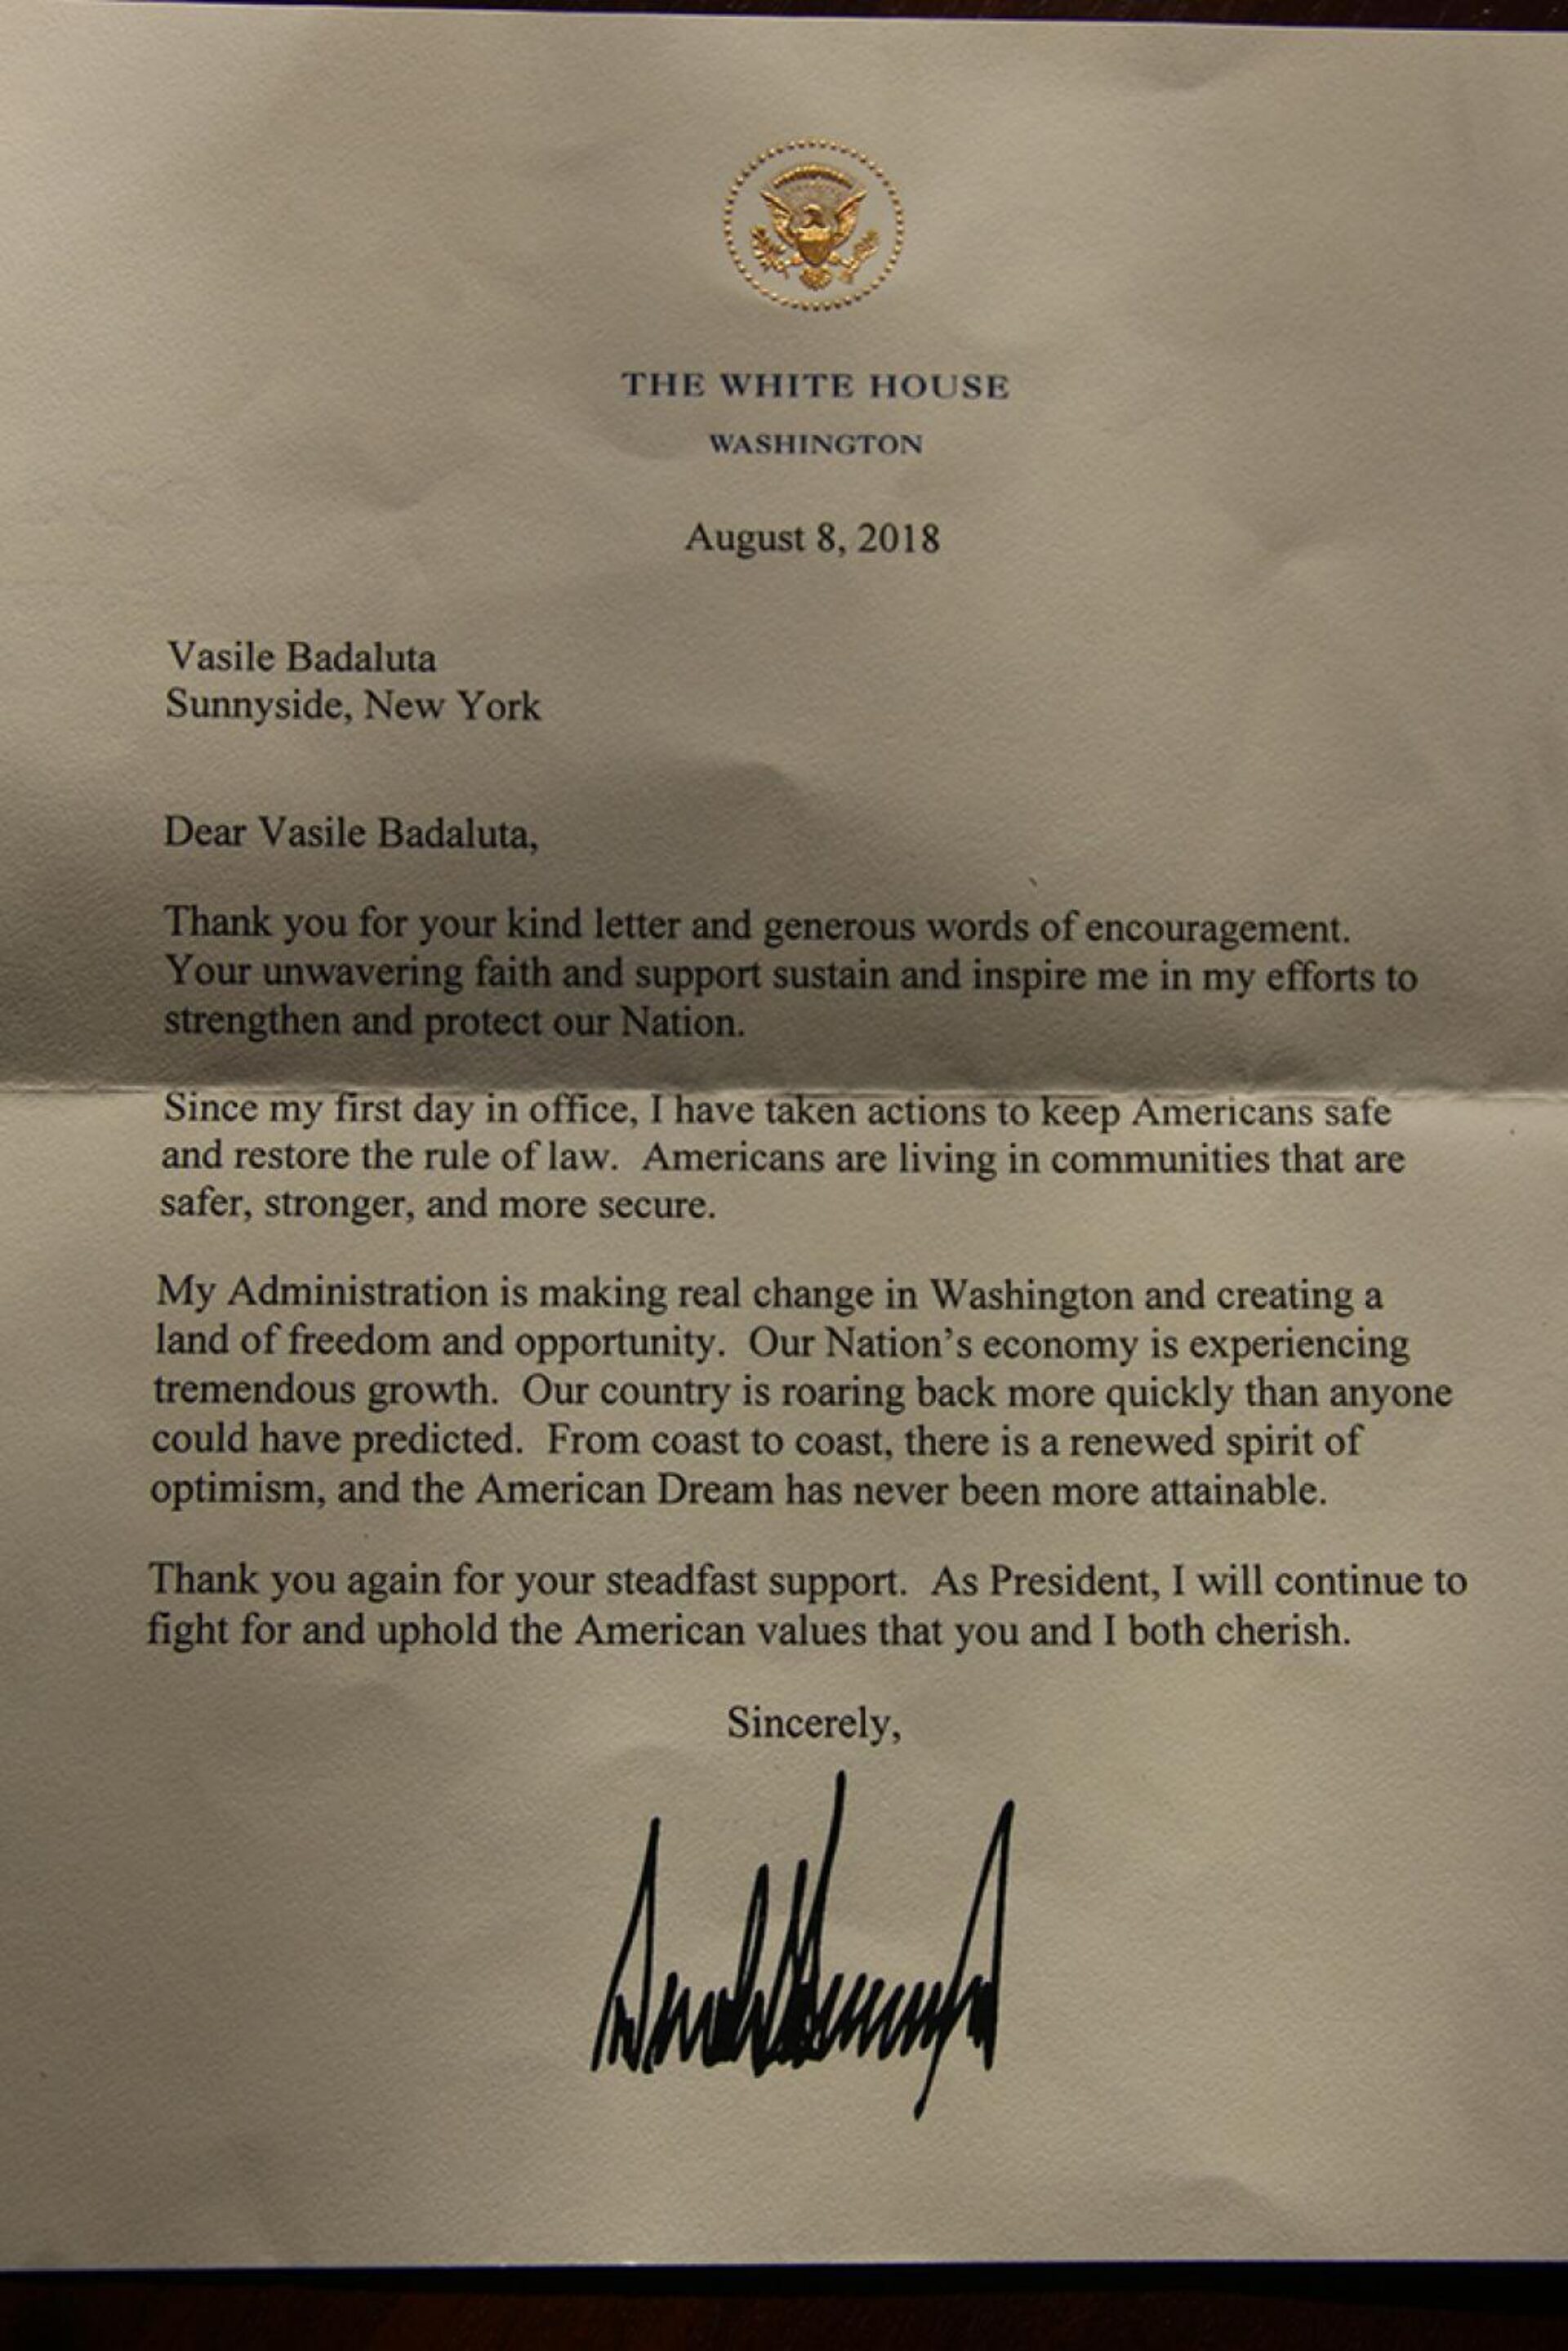 THE WHITE HOUSE
WASHINGTON
August 8, 2018
Vasile Badaluta
Sunnyside, New York
Dear Vasile Badaluta,
Thank you for your kind letter and generous words of encouragement.
Your unwavering faith and support sustain and inspire me in my efforts to
strengthen and protect our Nation.
Since my first day in office, I have taken actions to keep Americans safe
and restore the rule of law.  Americans are living in communities that are
safer, stronger, and more secure.
My Administration is making real change in Washington and creating a
land of freedom and opportunity.  Our Nation’s economy is experiencing
tremendous growth.  Our country is roaring back more quickly than anyone
could have predicted.  From coast to coast, there is a renewed spirit of
optimism, and the American Dream has never been more attainable.
Thank you again for your steadfast support.  As President, I will continue to
fight for and uphold the American values that you and I both cherish.
Sincerely,